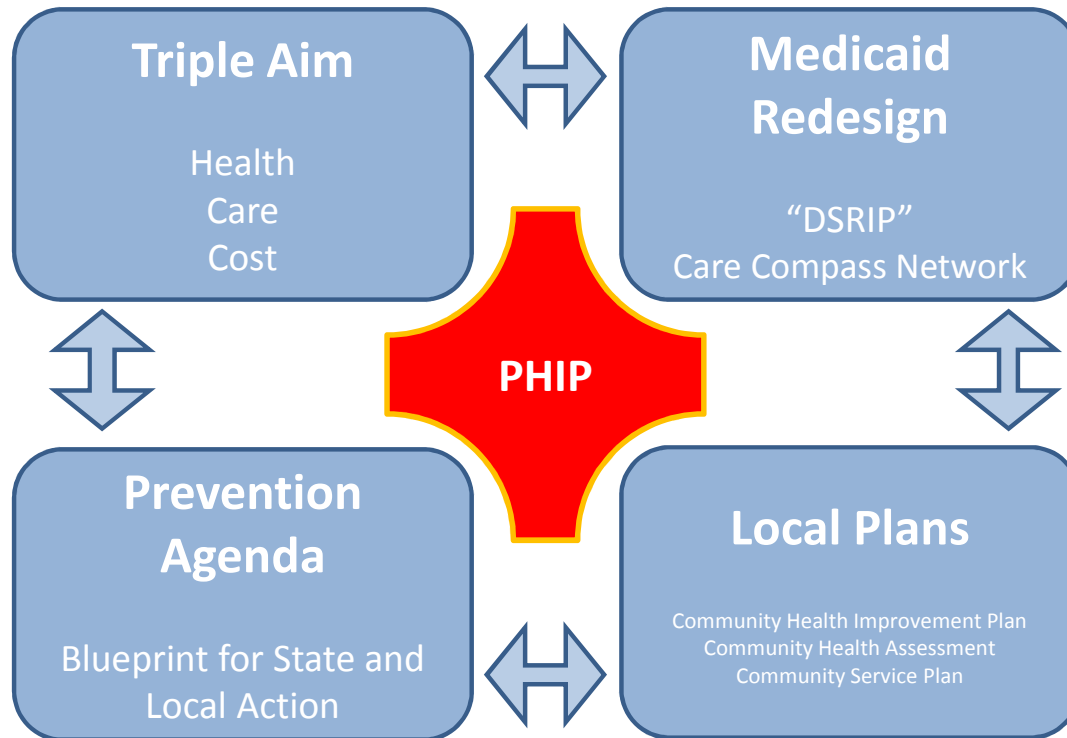 Triple Aim
Health
Care
Cost
Medicaid
Redesign
“DSRIP”
Care Compass Network
PHIP
Prevention
Agenda
Blueprint for State and
Local Action
Local Plans
Community Health Improvement Plan
Community Health Assessment
Community Service Plan